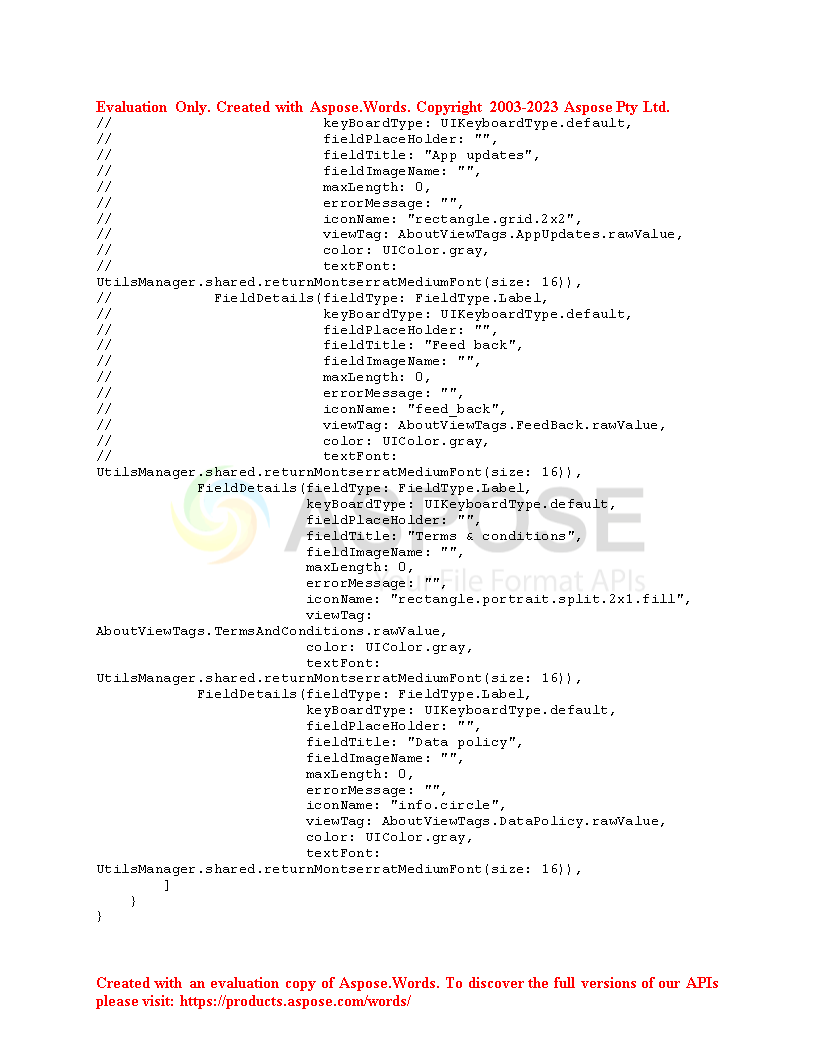 Evaluation Only. Created with Aspose.Words. Copyright 2003-2023 Aspose Pty Ltd.
// keyBoardType: UIKeyboardType.default,
// fieldPlaceHolder: "",
// fieldTitle: "App updates",
// fieldImageName: "",
// maxLength: 0,
// errorMessage: "",
// iconName: "rectangle.grid.2x2",
// viewTag: AboutViewTags.AppUpdates.rawValue,
// color: UIColor.gray,
// textFont:
UtilsManager.shared.returnMontserratMediumFont(size: 16)),
// FieldDetails(fieldType: FieldType.Label,
// keyBoardType: UIKeyboardType.default,
// fieldPlaceHolder: "",
// fieldTitle: "Feed back",
// fieldImageName: "",
// maxLength: 0,
// errorMessage: "",
// iconName: "feed_back",
// viewTag: AboutViewTags.FeedBack.rawValue,
// color: UIColor.gray,
// textFont:
UtilsManager.shared.returnMontserratMediumFont(size: 16)),
FieldDetails(fieldType: FieldType.Label,
keyBoardType: UIKeyboardType.default,
fieldPlaceHolder: "",
fieldTitle: "Terms & conditions",
fieldImageName: "",
maxLength: 0,
errorMessage: "",
iconName: "rectangle.portrait.split.2x1.fill",
viewTag:
AboutViewTags.TermsAndConditions.rawValue,
color: UIColor.gray,
textFont:
UtilsManager.shared.returnMontserratMediumFont(size: 16)),
FieldDetails(fieldType: FieldType.Label,
keyBoardType: UIKeyboardType.default,
fieldPlaceHolder: "",
fieldTitle: "Data policy",
fieldImageName: "",
maxLength: 0,
errorMessage: "",
iconName: "info.circle",
viewTag: AboutViewTags.DataPolicy.rawValue,
color: UIColor.gray,
textFont:
UtilsManager.shared.returnMontserratMediumFont(size: 16)),
]
}
}
ASPOSE
Your File Format APIs
Created with an evaluation copy of Aspose.Words. To discover the full versions of our APIs
please visit: https://products.aspose.com/words/